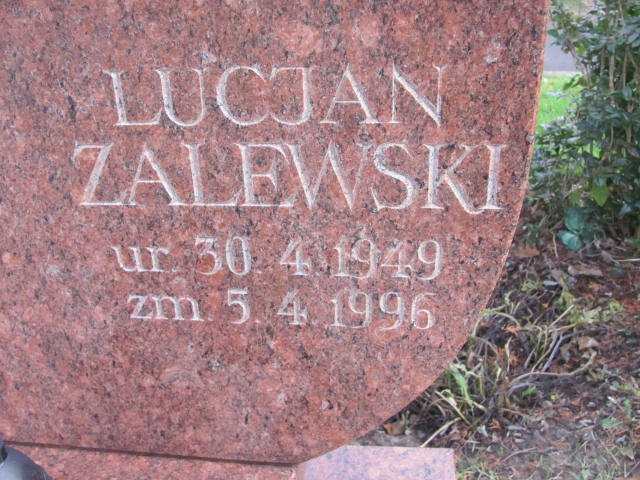 LUCJAN
ZALEWSKI
ur. 30. 4. 1949
zm. 5. 4. 1996